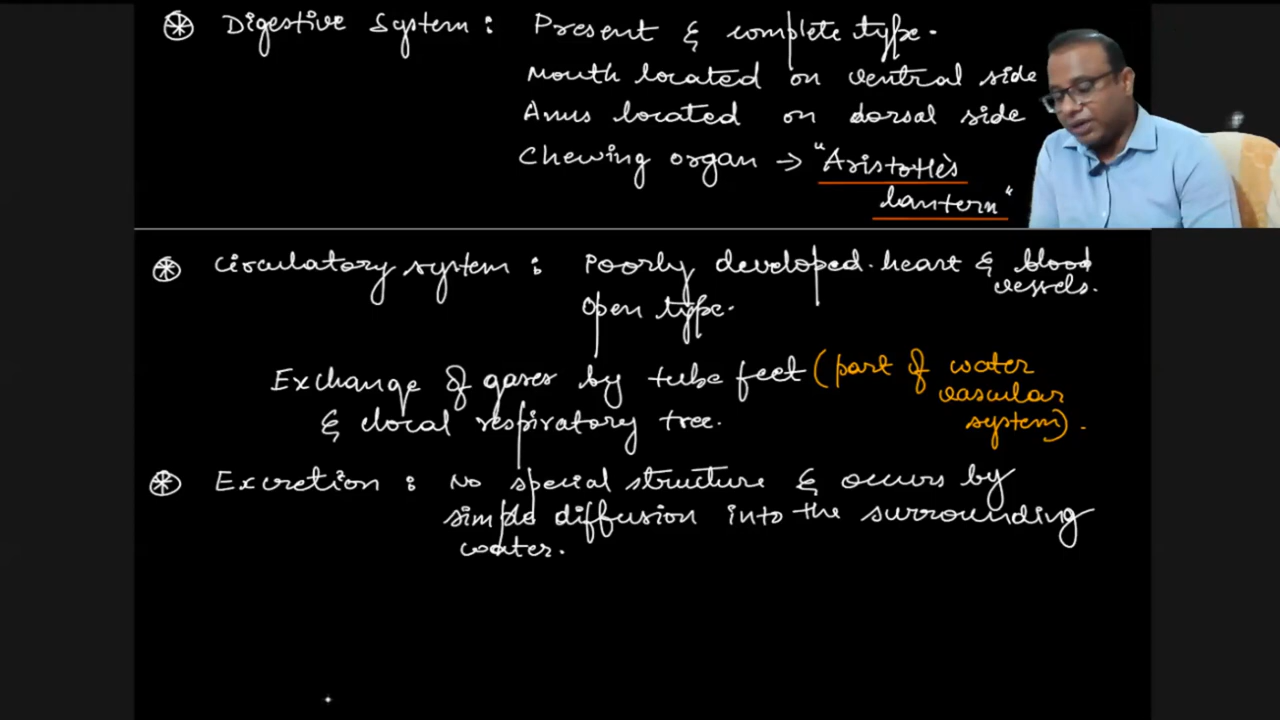 Digestive System : Present & complete type.
Mouth located on ventral side
Anus located on dorsal side
Chewing organ → "Aristotle's
lantern"
Circulatory system : Poorly developed. heart & blood
vessels.
Open type.
Exchange of gases by tube feet (part of water
vascular
& clocal respiratory tree. system).
Excretion : No special structure & occurs by
simple diffusion into the surrounding
water.